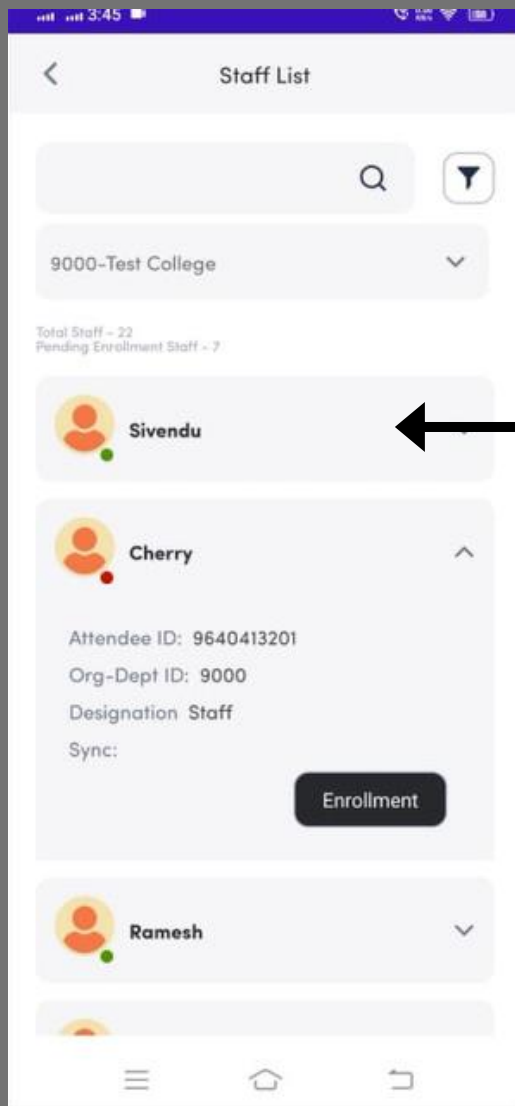 3:45
Staff List
9000-Test College
Total Staff - 22
Pending Enrollment Staff - 7
Sivendu
Cherry
Attendee ID: 9640413201
Org-Dept ID: 9000
Designation Staff
Sync:
Enrollment
Ramesh